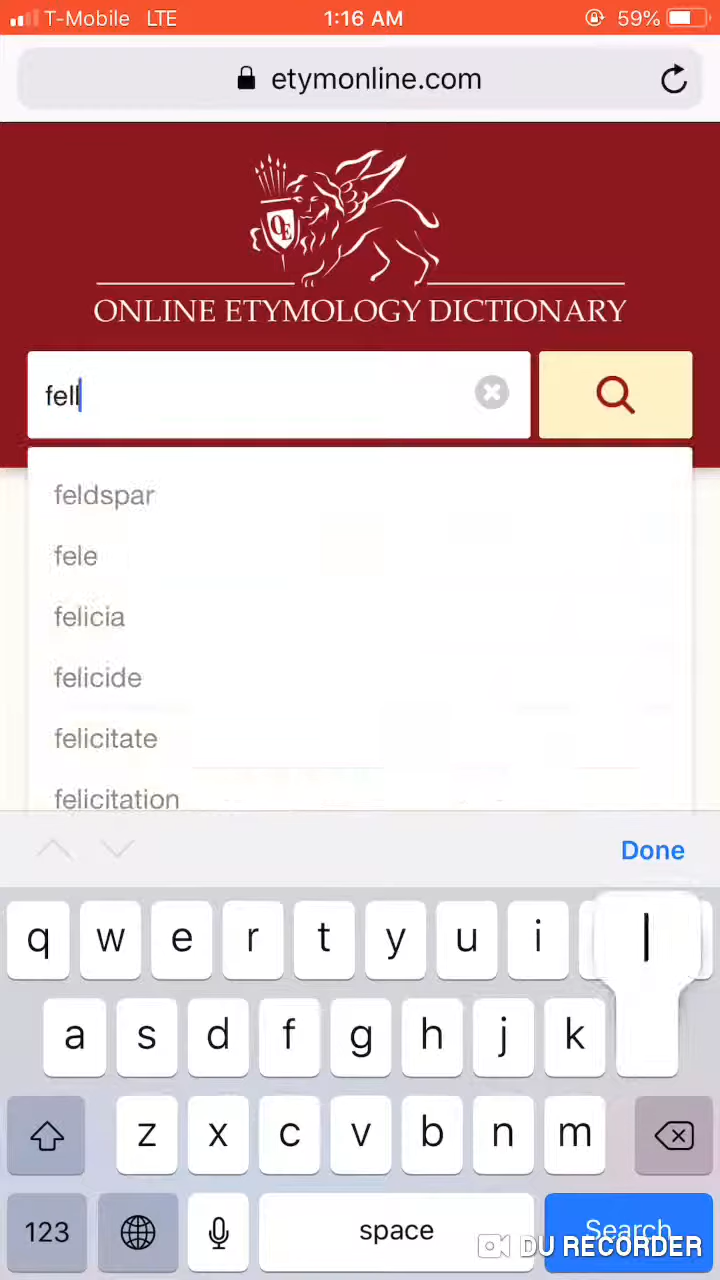 T-Mobile LTE 1:16 AM 59%
etymonline.com
OE
ONLINE ETYMOLOGY DICTIONARY
fell
feldspar
fele
felicia
felicide
felicitate
felicitation
Done
q w e r t y u i l
a s d f g h j k
z x c v b n m
123 space Search
DU RECORDER